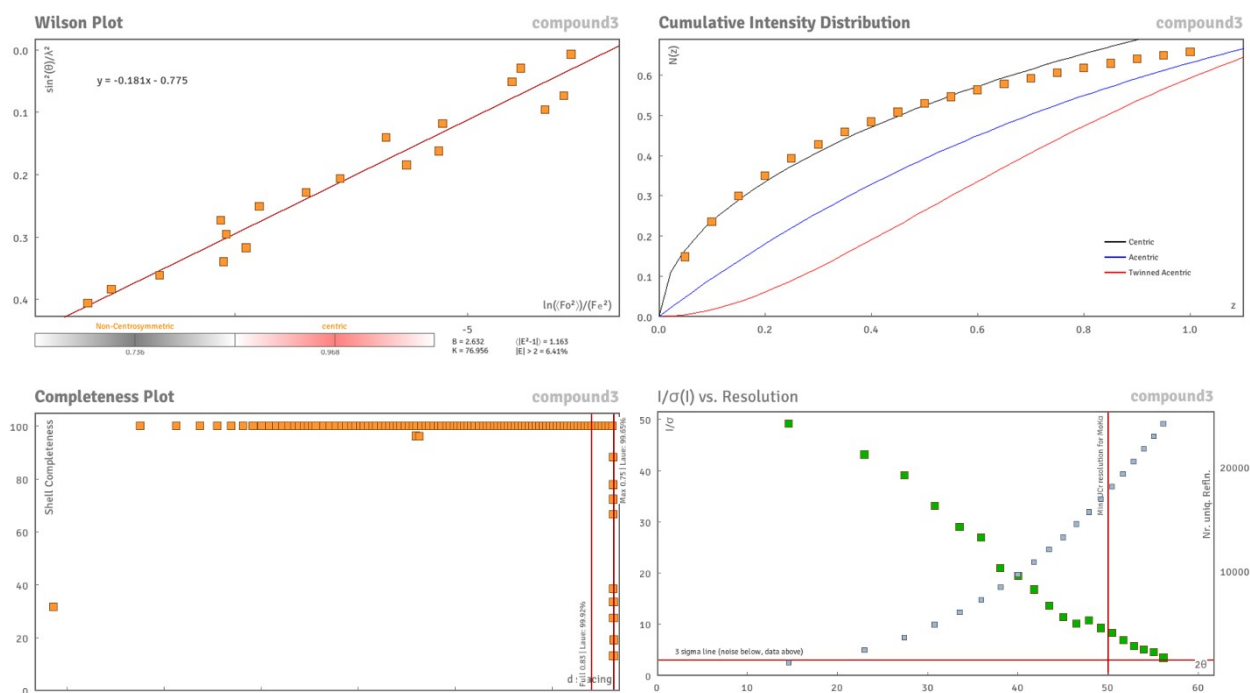 Wilson Plot
compound3
sin²(θ)/λ²
y = -0.181x - 0.775
0.0
0.1
0.2
0.3
0.4
ln(⟨Fo²⟩)/(Fe²)
-5
Non-Centrosymmetric
centric
0.736
0.968
B = 2.632
K = 76.956
⟨|E²-1|⟩ = 1.163
|E| > 2 = 6.41%
Cumulative Intensity Distribution
compound3
N(z)
0.6
0.5
0.4
0.3
0.2
0.1
0.0
Centric
Acentric
Twinned Acentric
z
0.0
0.2
0.4
0.6
0.8
1.0
Completeness Plot
compound3
Shell Completeness
100
80
60
40
20
0
Full 0.83 | Laue: 99.92%
Max 0.75 | Laue: 99.65%
I/σ(I) vs. Resolution
compound3
I/σ
50
40
30
20
10
0
3 sigma line (noise below, data above)
resolution for MoKα
Nr. uniq. Refln.
20000
10000
2θ
0
10
20
30
40
50
60